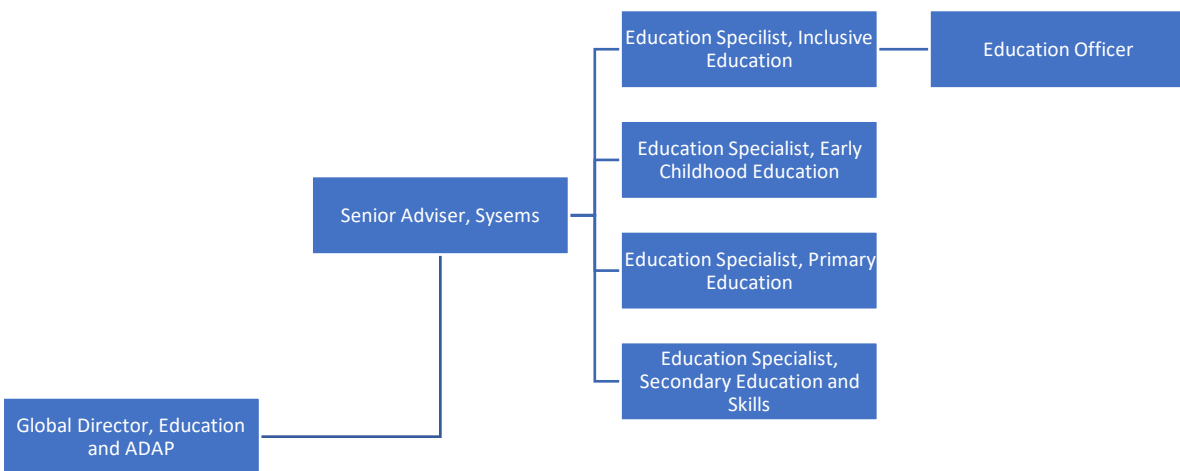 Education Specilist, Inclusive
Education
Education Officer
Education Specialist, Early
Childhood Education
Senior Adviser, Sysems
Education Specialist, Primary
Education
Education Specialist,
Secondary Education and
Skills
Global Director, Education
and ADAP